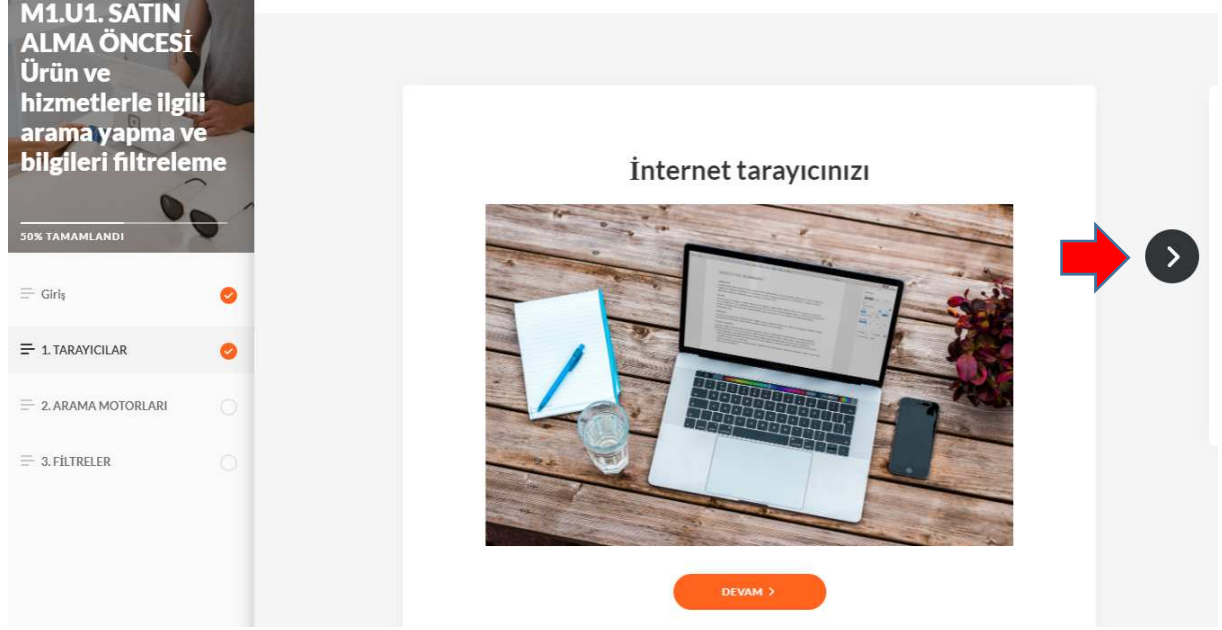 M1.U1. SATIN
ALMA ÖNCESİ
Ürün ve
hizmetlerle ilgili
arama yapma ve
bilgileri filtreleme
50% TAMAMLANDI
Giriş
1. TARAYICILAR
2. ARAMA MOTORLARI
3. FİLTRELER
İnternet tarayıcınızı
DEVAM